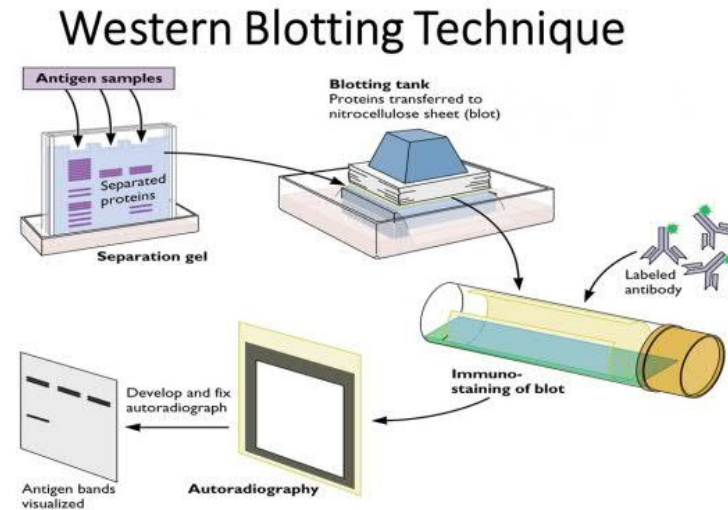 Western Blotting Technique
Antigen samples
Blotting tank
Proteins transferred to
nitrocellulose sheet (blot)
Separated
proteins
Separation gel
Labeled
antibody
Immuno-
staining of blot
Develop and fix
autoradiograph
Antigen bands
visualized
Autoradiography